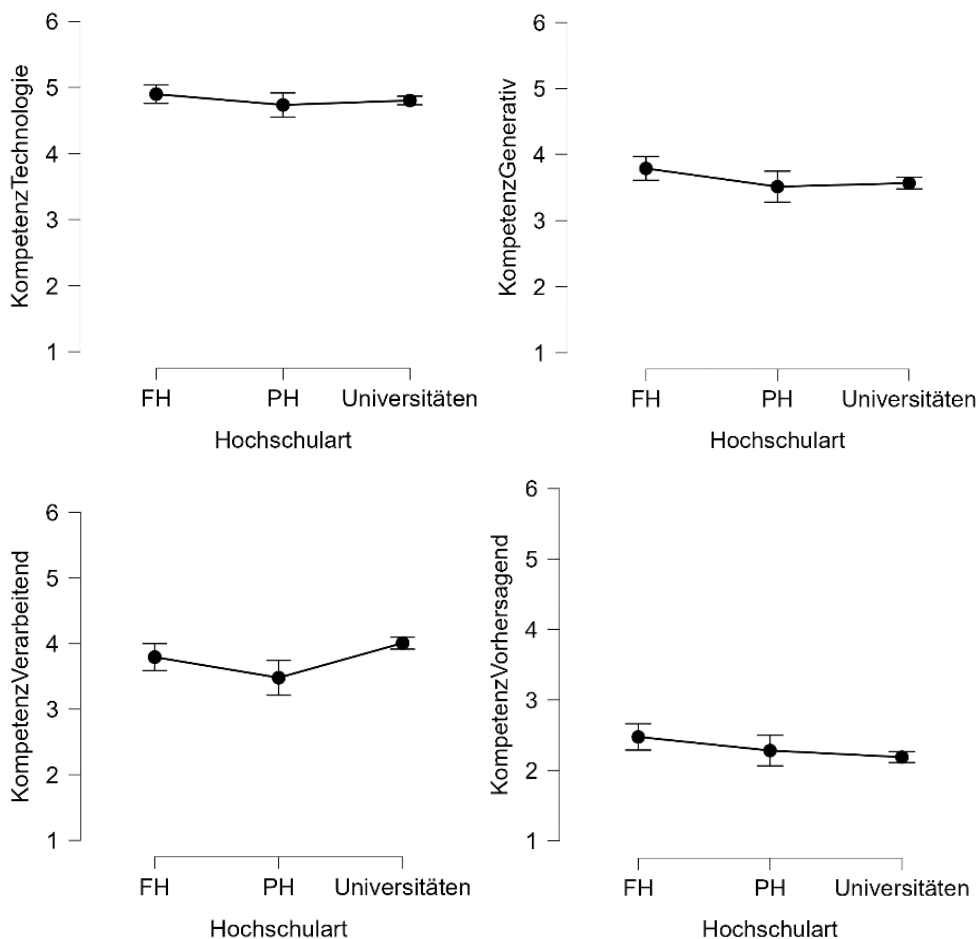 KompetenzTechnologie
6
5
4
3
2
1
FH PH Universitäten
Hochschulart
KompetenzGenerativ
6
5
4
3
2
1
FH PH Universitäten
Hochschulart
KompetenzVerarbeitend
6
5
4
3
2
1
FH PH Universitäten
Hochschulart
KompetenzVorhersagend
6
5
4
3
2
1
FH PH Universitäten
Hochschulart